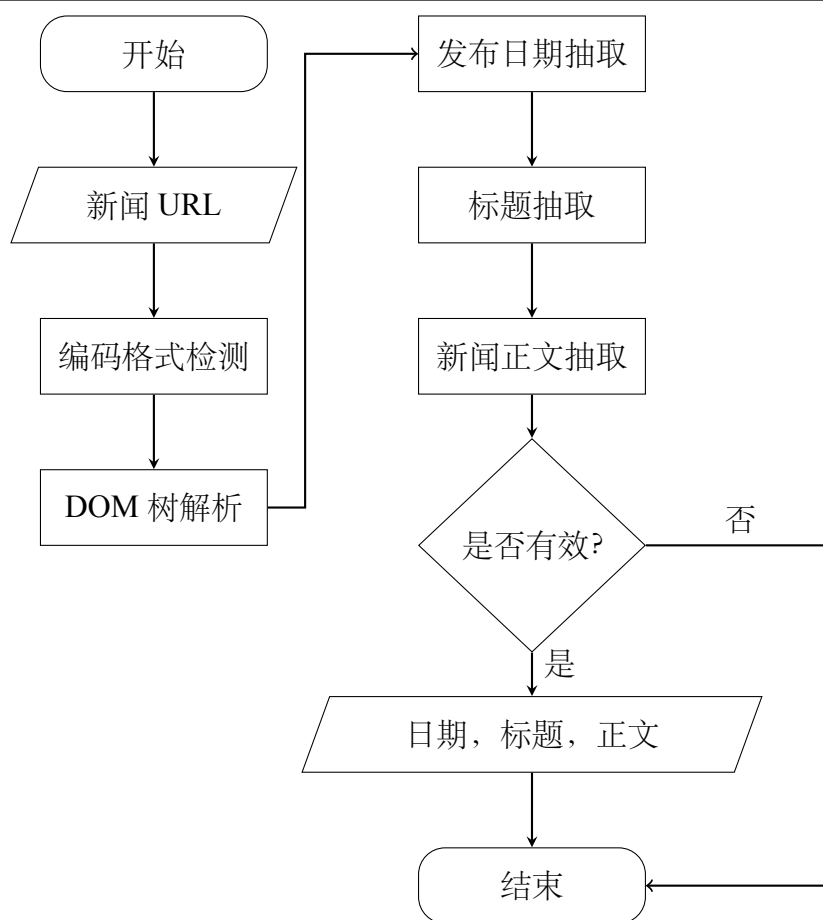 开始
新闻 URL
编码格式检测
DOM 树解析
发布日期抽取
标题抽取
新闻正文抽取
是否有效?
否
是
日期，标题，正文
结束